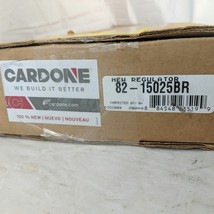 CARDONE
WE BUILD IT BETTER
cardone.com
100 % NEW | NUEVO | NOUVEAU
NEW REGULATOR
82-15025BR